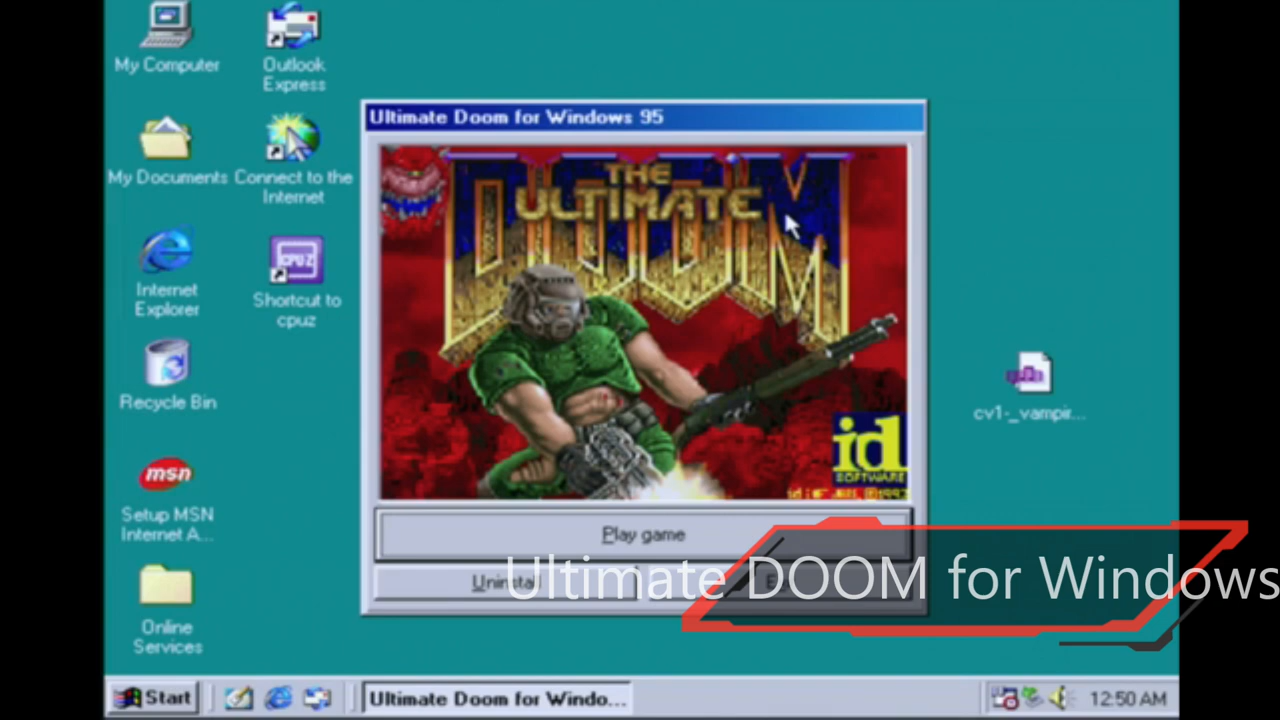 My Computer
Outlook
Express
My Documents
Connect to the
Internet
Internet
Explorer
CPU-Z
Shortcut to
cpuz
Recycle Bin
msn
Setup MSN
Internet A...
Online
Services
Ultimate Doom for Windows 95
THE
ULTIMATE
DOOM
id
SOFTWARE
Play game
Uninstall
Ultimate DOOM for Windows
cv1-_vampir...
Start
Ultimate Doom for Windo...
12:50 AM